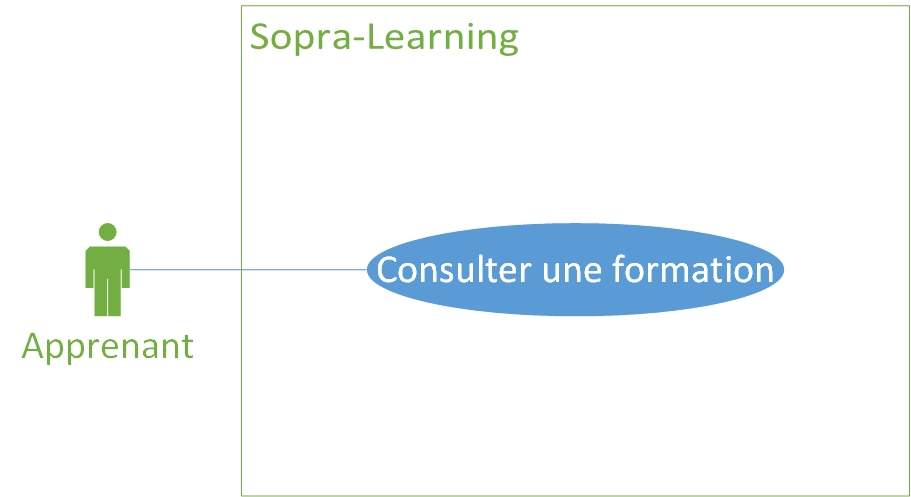 Sopra-Learning
Consulter une formation
Apprenant